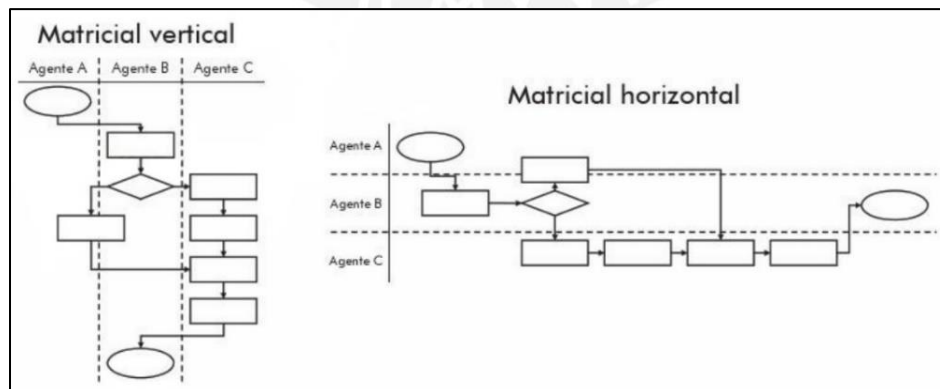 Matricial vertical
Agente A Agente B Agente C
Matricial horizontal
Agente A
Agente B
Agente C